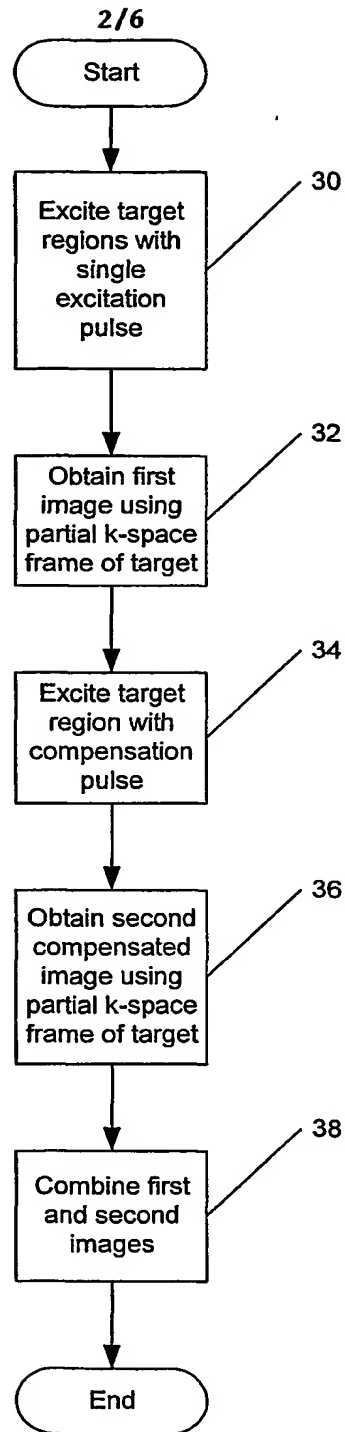 2/6
Start
Excite target
regions with
single
excitation
pulse
30
Obtain first
image using
partial k-space
frame of target
32
Excite target
region with
compensation
pulse
34
Obtain second
compensated
image using
partial k-space
frame of target
36
Combine first
and second
images
38
End